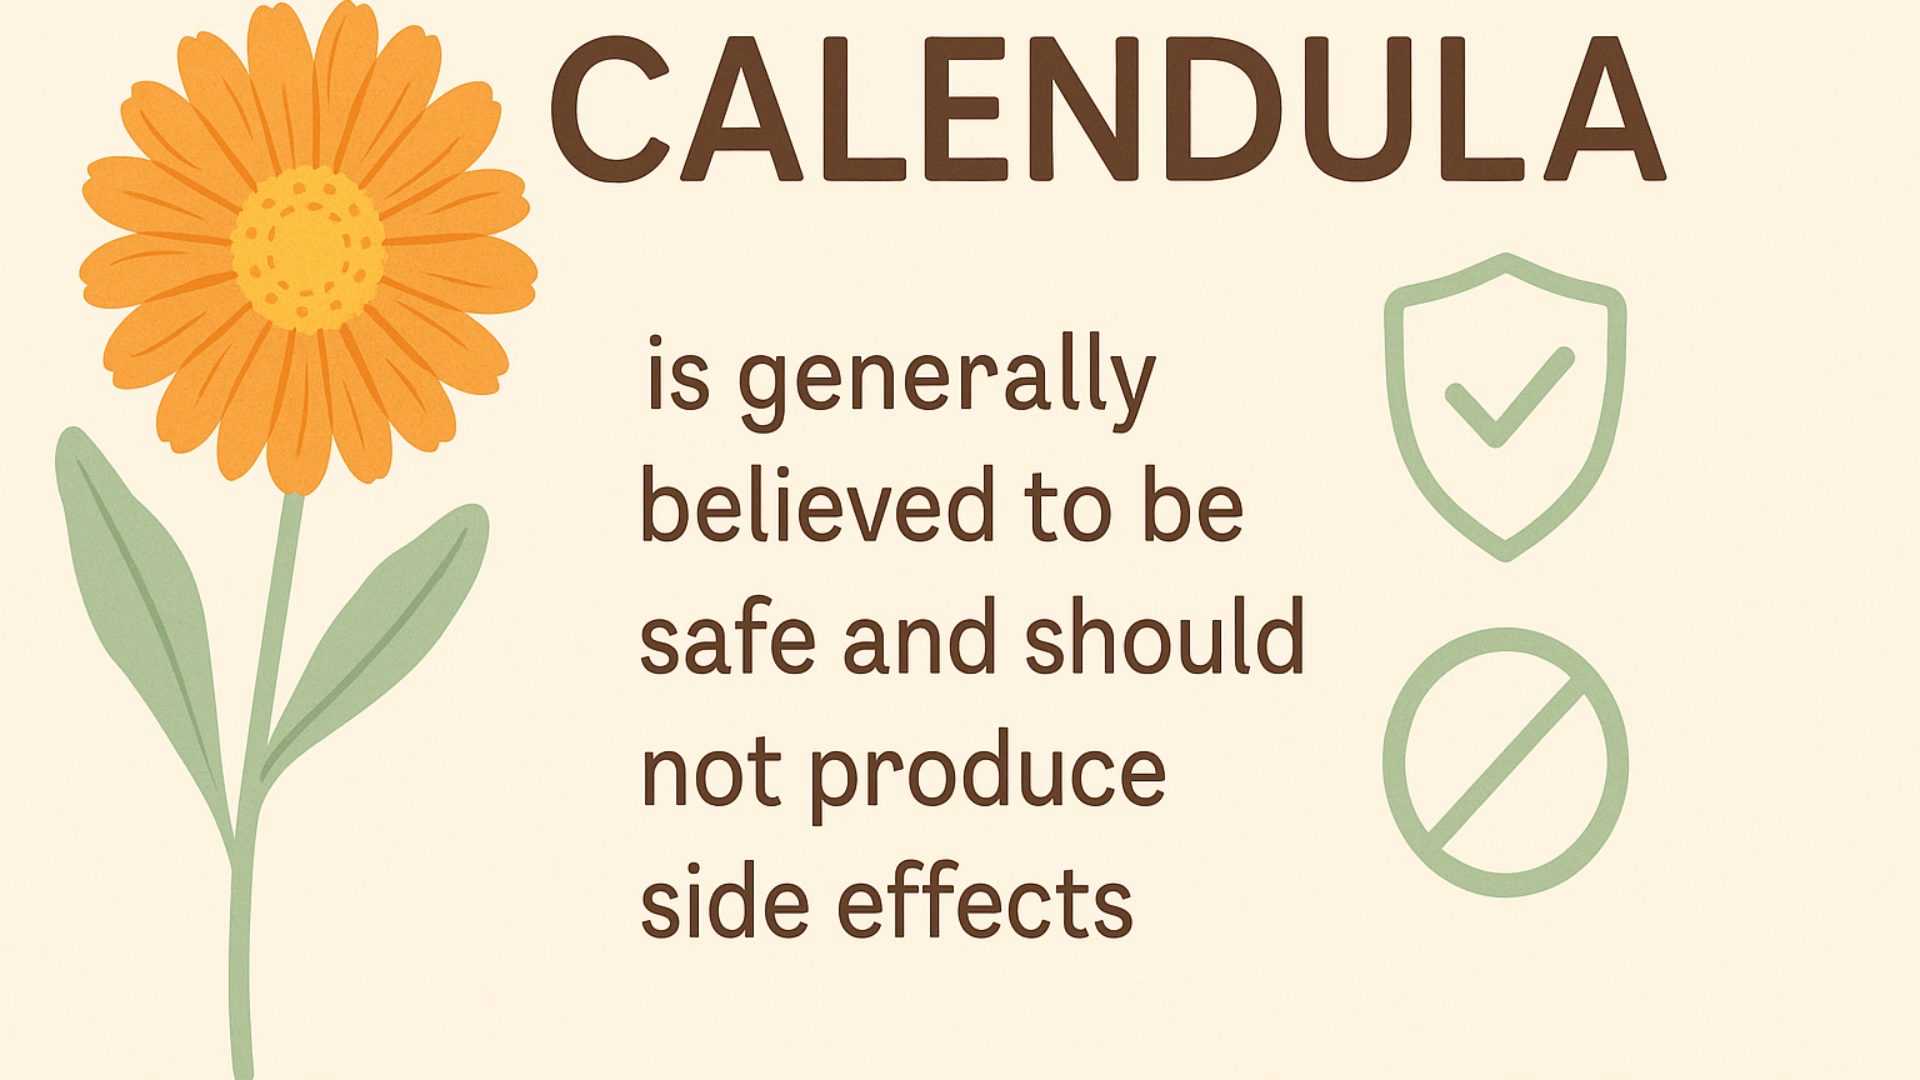 CALENDULA
is generally
believed to be
safe and should
not produce
side effects